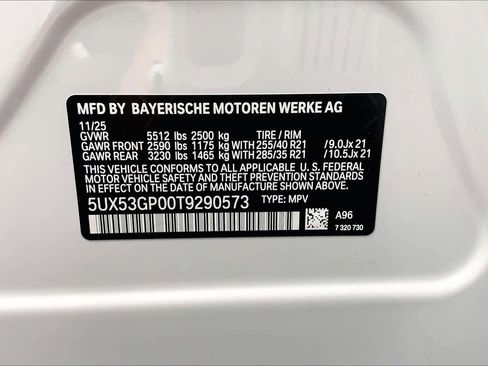 MFD BY BAYERISCHE MOTOREN WERKE AG
11/25
GVWR 5512 lbs 2500 kg TIRE / RIM
GAWR FRONT 2590 lbs 1175 kg WITH 255/40 R21 /9.0Jx 21
GAWR REAR 3230 lbs 1465 kg WITH 285/35 R21 /10.5Jx 21
THIS VEHICLE CONFORMS TO ALL APPLICABLE U. S. FEDERAL
MOTOR VEHICLE SAFETY AND THEFT PREVENTION STANDARDS
IN EFFECT ON THE DATE OF MANUFACTURE SHOWN ABOVE.
5UX53GP00T9290573 TYPE: MPV
A96
7 320 730